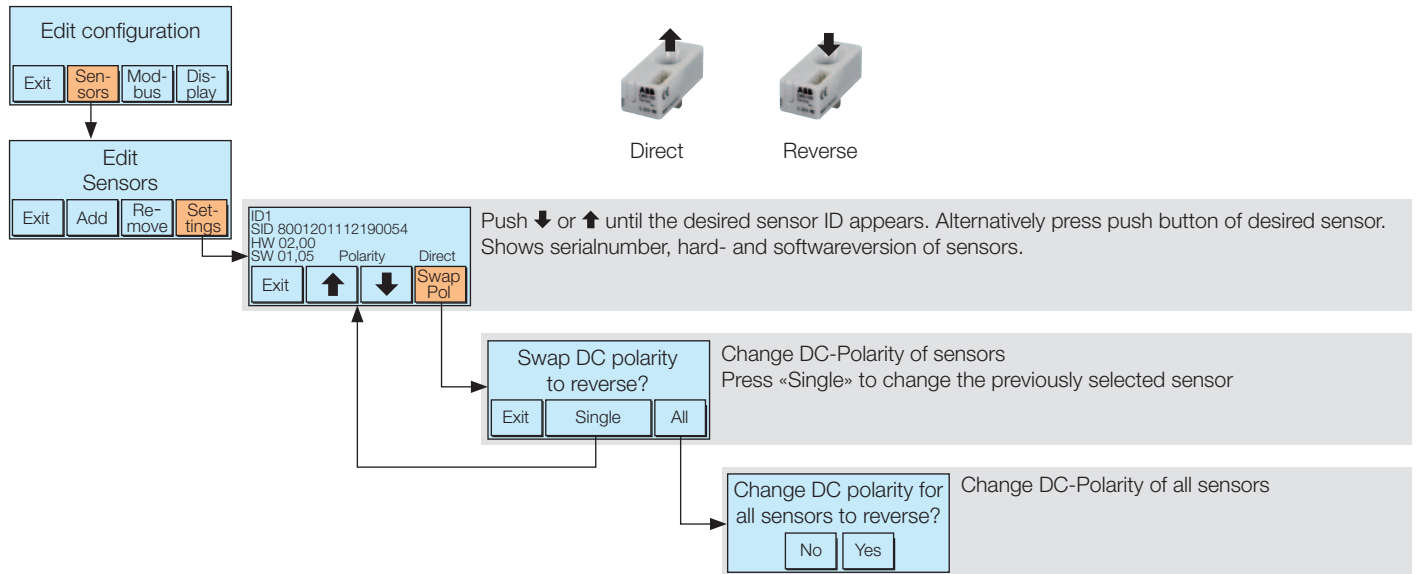 Edit configuration
Exit
Sen-
sors
Mod-
bus
Dis-
play
Direct
Reverse
Edit
Sensors
Exit
Add
Re-
move
Set-
tings
ID1
SID 8001201112190054
HW 02,00
SW 01,05 Polarity Direct
Exit
Swap
Pol
Push ⬇ or ⬆ until the desired sensor ID appears. Alternatively press push button of desired sensor.
Shows serialnumber, hard- and softwareversion of sensors.
Swap DC polarity
to reverse?
Exit
Single
All
Change DC-Polarity of sensors
Press «Single» to change the previously selected sensor
Change DC polarity for
all sensors to reverse?
No
Yes
Change DC-Polarity of all sensors
ABB
ABB